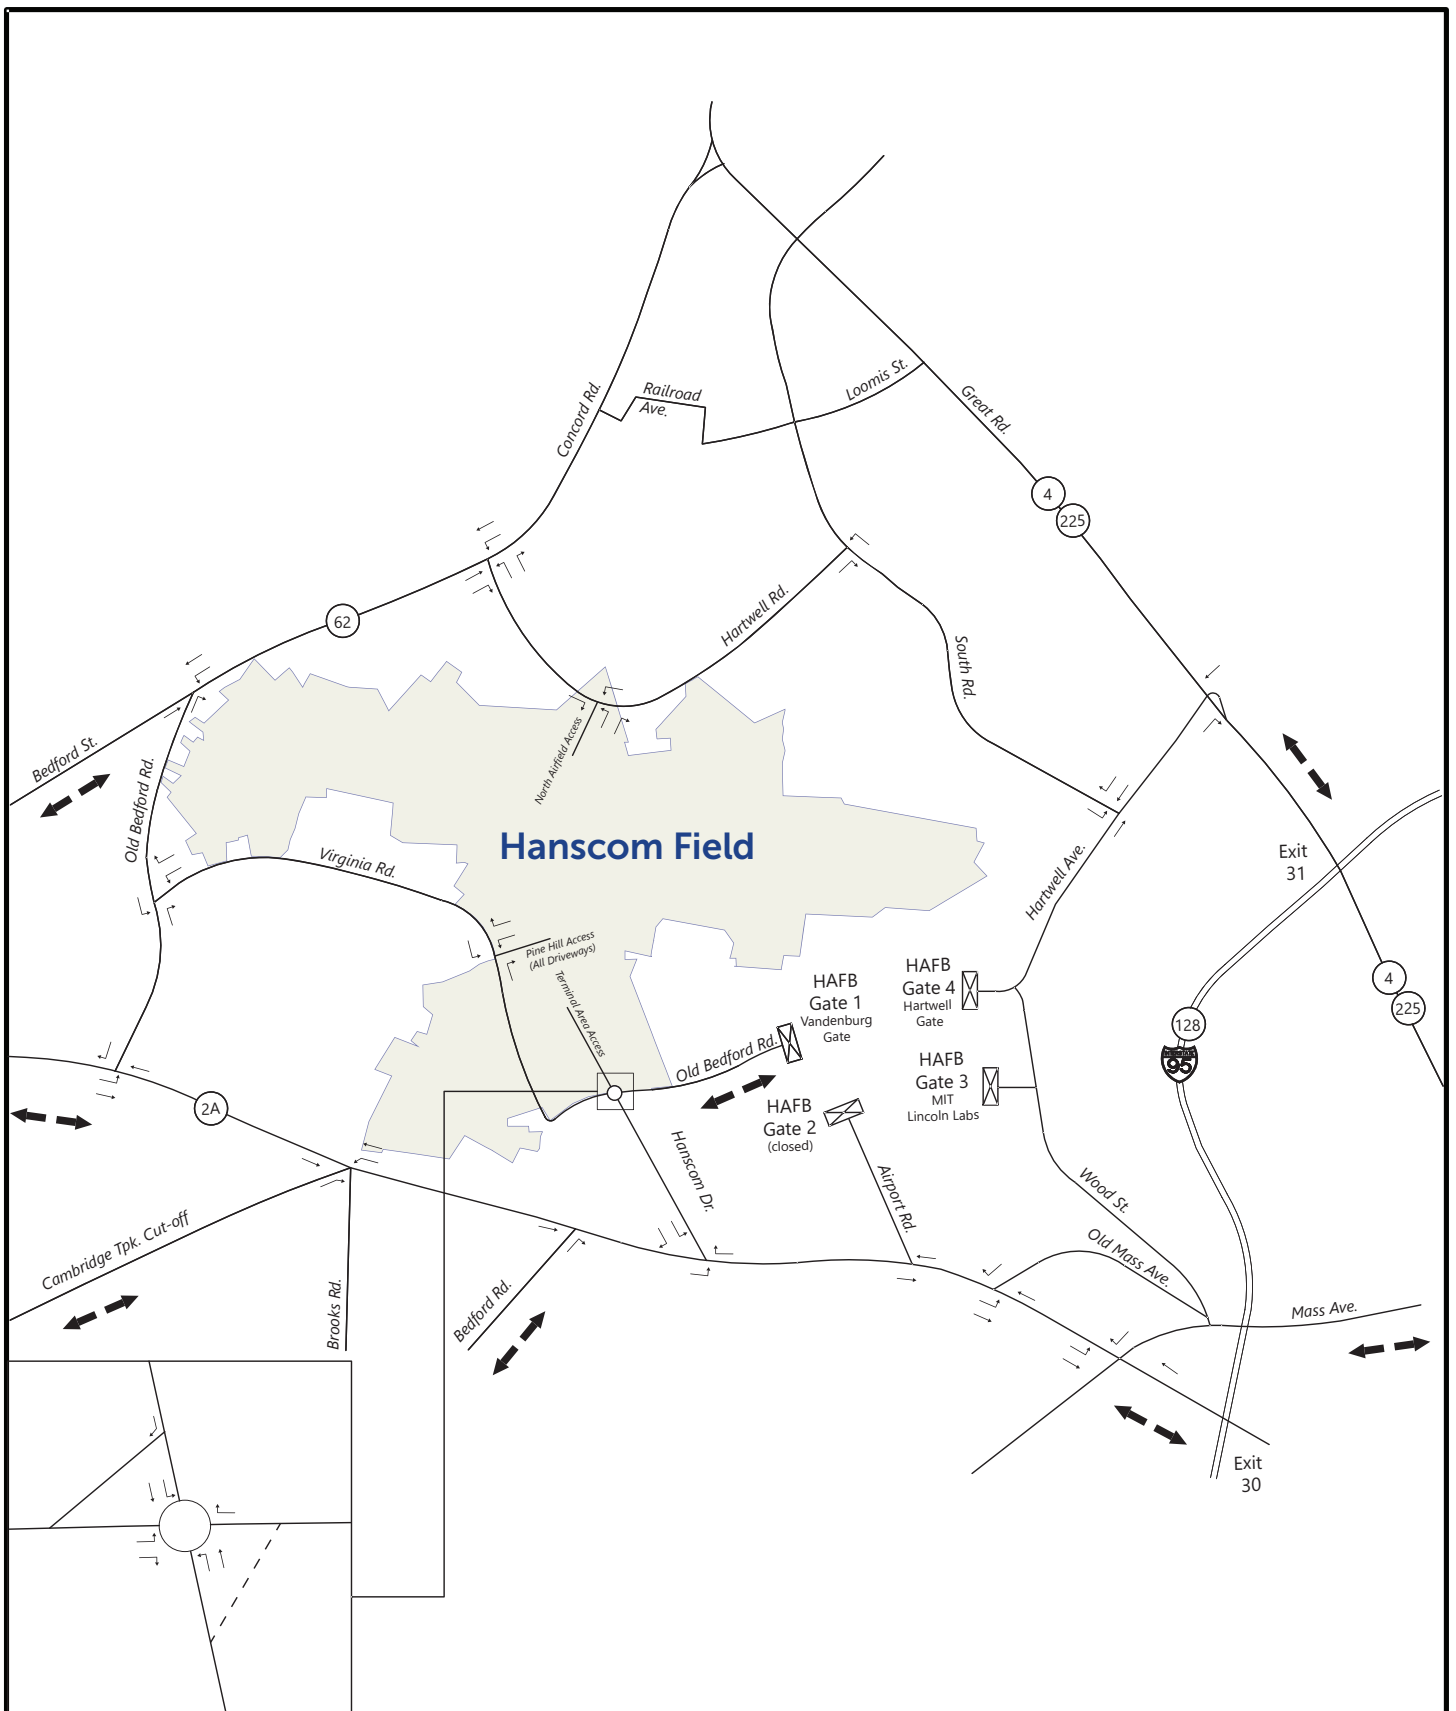 Railroad
Ave.
Loomis St.
Concord Rd.
Great Rd.
4
225
62
Hartwell Rd.
South Rd.
Bedford St.
Old Bedford Rd.
North Airfield Access
Hanscom Field
Virginia Rd.
Exit
31
Hartwell Ave.
Pine Hill Access
(All Driveways)
Terminal Area Access
HAFB
Gate 1
Vandenburg
Gate
HAFB
Gate 4
Hartwell
Gate
4
225
128
INTERSTATE
95
Old Bedford Rd.
HAFB
Gate 3
MIT
Lincoln Labs
2A
HAFB
Gate 2
(closed)
Hanscom Dr.
Airport Rd.
Wood St.
Old Mass Ave.
Cambridge Tpk. Cut-off
Brooks Rd.
Bedford Rd.
Mass Ave.
Exit
30